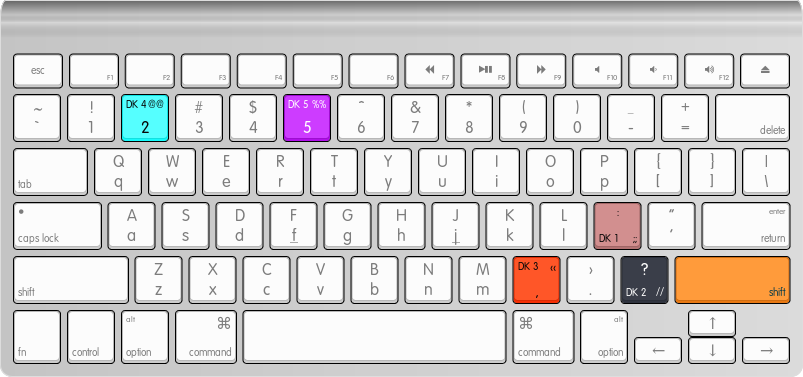 esc F1 F2 F3 F4 F5 F6 F7 F8 F9 F10 F11 F12
~ ! DK 4 @@ # $ DK 5 %% ˆ & * ( ) _ +
` 1 2 3 4 5 6 7 8 9 0 - = delete
Q W E R T Y U I O P { } |
tab q w e r t y u i o p [ ] \
A S D F G H J K L : " enter
caps lock a s d f g h j k l DK 1 ;; ' return
Z X C V B N M DK 3 ‹‹ › ?
shift z x c v b n m , . DK 2 // shift
alt ⌘ ⌘ alt ↑
fn control option command command option ← ↓ →